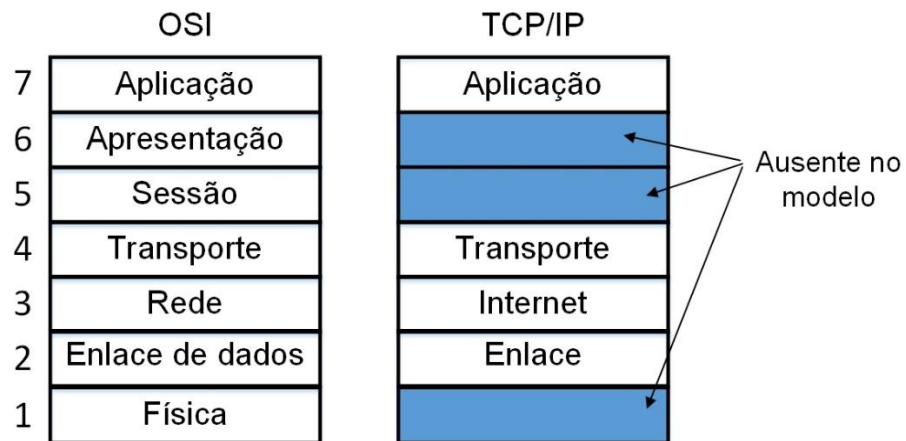 OSI TCP/IP
7 Aplicação Aplicação
6 Apresentação
5 Sessão
Ausente no
modelo
4 Transporte Transporte
3 Rede Internet
2 Enlace de dados Enlace
1 Física